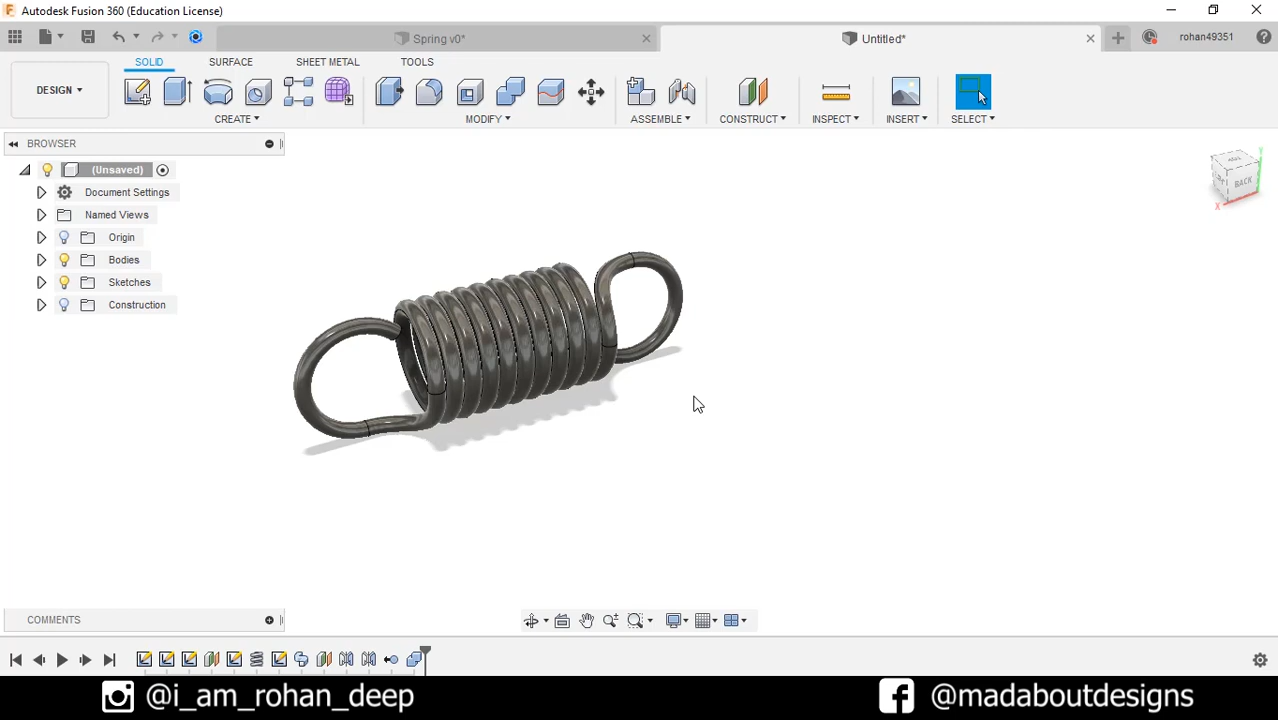 Autodesk Fusion 360 (Education License)
Spring v0*
Untitled*
rohan49351
DESIGN
SOLID
SURFACE
SHEET METAL
TOOLS
CREATE
MODIFY
ASSEMBLE
CONSTRUCT
INSPECT
INSERT
SELECT
BROWSER
(Unsaved)
Document Settings
Named Views
Origin
Bodies
Sketches
Construction
Y
BACK
X
COMMENTS
@i_am_rohan_deep
@madaboutdesigns